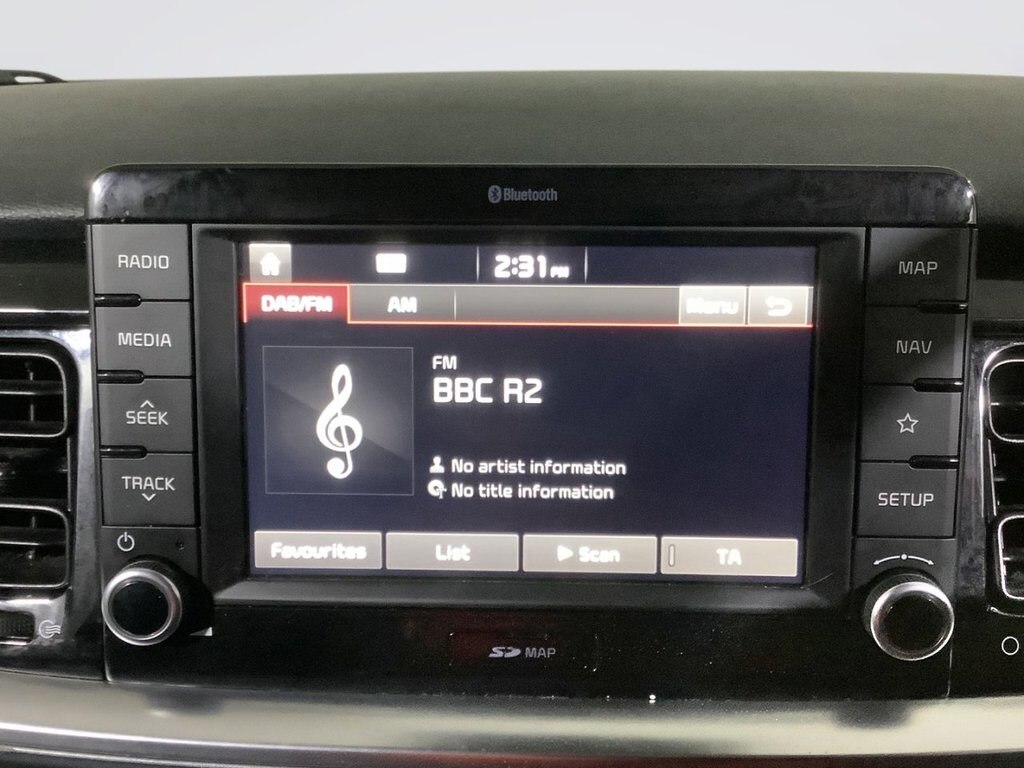 Bluetooth
RADIO
MEDIA
SEEK
TRACK
2:31 PM
DAB/FM
AM
Menu
FM
BBC R2
No artist information
No title information
Favourites
List
Scan
TA
MAP
NAV
SETUP
SD MAP